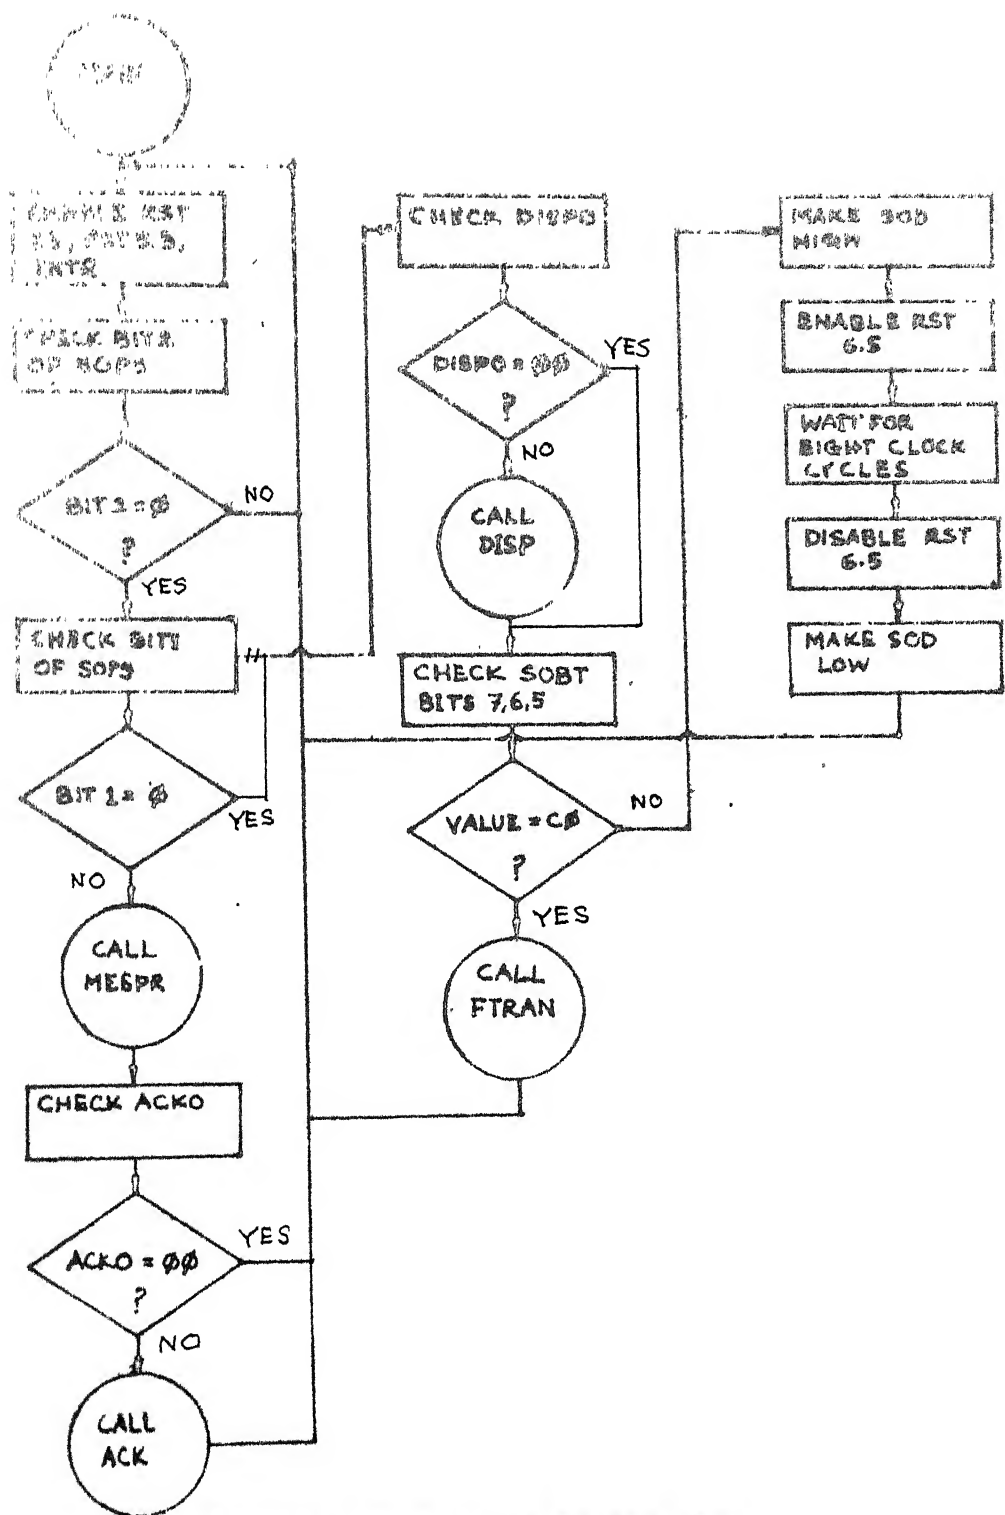 ENABLE RST
5.5,
INTR
CHECK BIT2
OF SOPS
BIT 2 = Ø
?
NO
YES
CHECK BIT1
OF SOPS
BIT 1 = Ø
YES
NO
CALL
MESPR
CHECK ACKO
ACKO = ØØ
?
YES
NO
CALL
ACK
CHECK DISPO
DISPO = ØØ
?
YES
NO
CALL
DISP
CHECK SOBT
BITS 7,6,5
VALUE = CØ
?
NO
YES
CALL
FTRAN
MAKE SOD
HIGH
ENABLE RST
6.5
WAIT FOR
EIGHT CLOCK
CYCLES
DISABLE RST
6.5
MAKE SOD
LOW